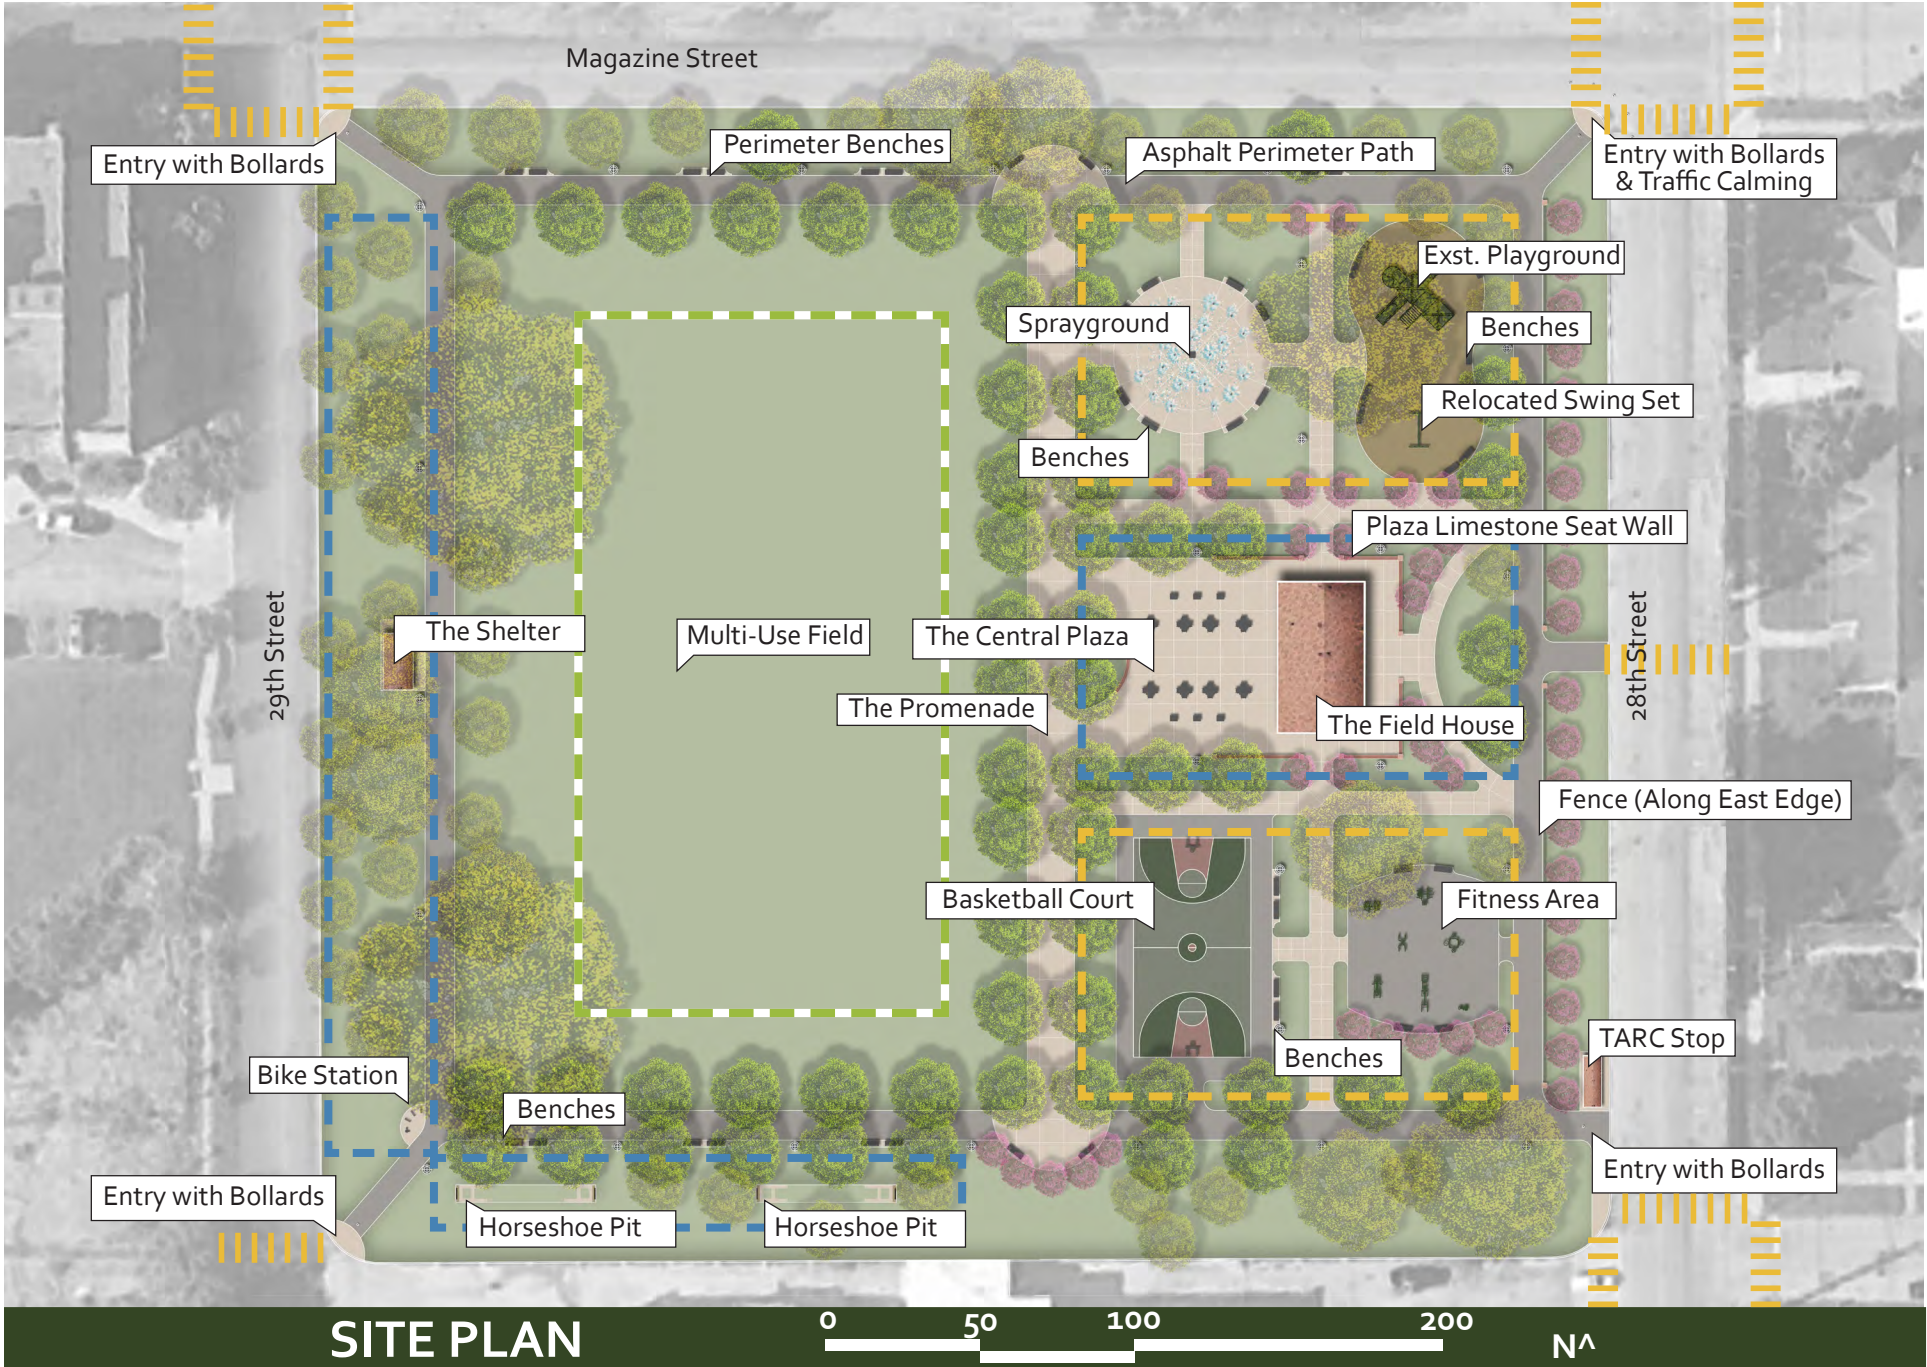 Magazine Street
Perimeter Benches
Asphalt Perimeter Path
Entry with Bollards
Entry with Bollards
& Traffic Calming
Exst. Playground
Sprayground
Benches
Relocated Swing Set
Benches
Plaza Limestone Seat Wall
29th Street
The Shelter
Multi-Use Field
The Central Plaza
28th Street
The Promenade
The Field House
Fence (Along East Edge)
Basketball Court
Fitness Area
TARC Stop
Benches
Bike Station
Benches
Entry with Bollards
Entry with Bollards
Horseshoe Pit
Horseshoe Pit
SITE PLAN
0 50 100 200
N^